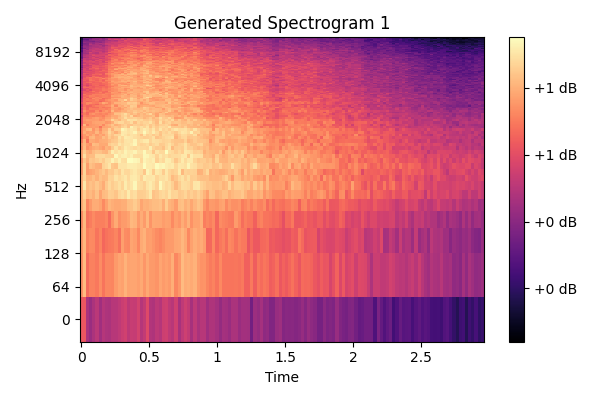 Generated Spectrogram 1
8192
4096
2048
1024
512
256
128
64
0
Hz
0
0.5
1
1.5
2
2.5
Time
+1 dB
+1 dB
+0 dB
+0 dB